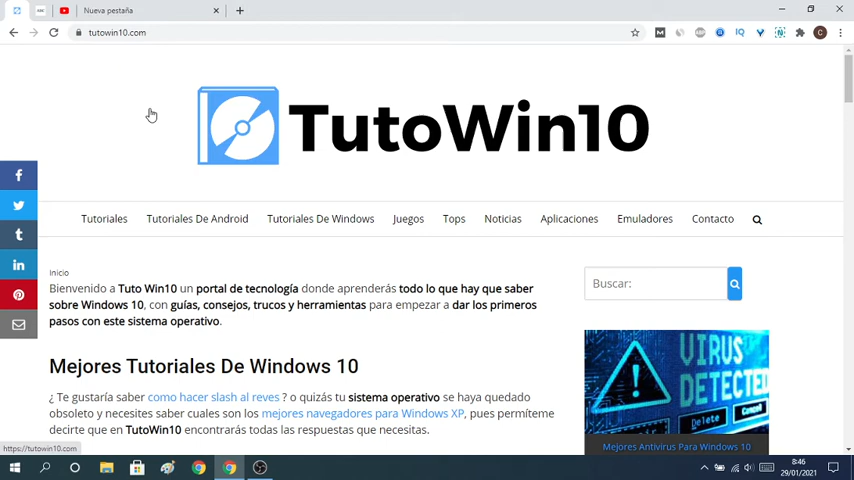 Nueva pestaña
tutowin10.com
TutoWin10
Tutoriales
Tutoriales De Android
Tutoriales De Windows
Juegos
Tops
Noticias
Aplicaciones
Emuladores
Contacto
Inicio
Bienvenido a Tuto Win10 un portal de tecnología donde aprenderás todo lo que hay que saber
sobre Windows 10, con guías, consejos, trucos y herramientas para empezar a dar los primeros
pasos con este sistema operativo.
Buscar:
Mejores Tutoriales De Windows 10
¿ Te gustaría saber como hacer slash al reves ? o quizás tu sistema operativo se haya quedado
obsoleto y necesites saber cuales son los mejores navegadores para Windows XP, pues permíteme
decirte que en TutoWin10 encontrarás todas las respuestas que necesitas.
VIRUS
DETECTED
Delete
Mejores Antivirus Para Windows 10
https://tutowin10.com
8:46
29/01/2021